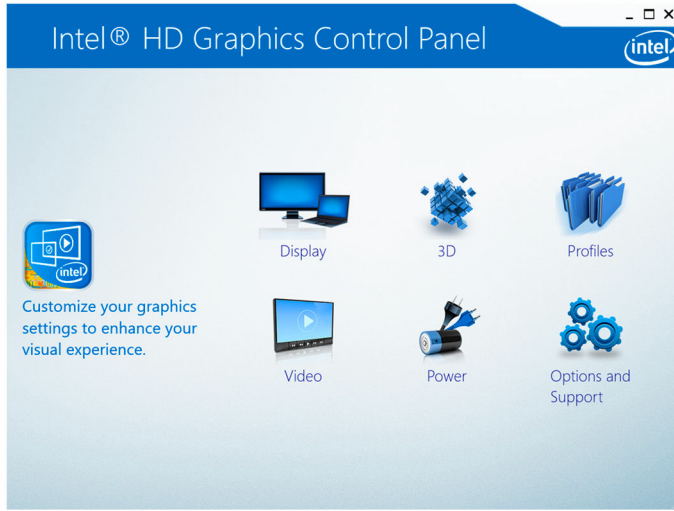 Intel® HD Graphics Control Panel
intel
Display
3D
Profiles
intel
Customize your graphics
settings to enhance your
visual experience.
Video
Power
Options and
Support